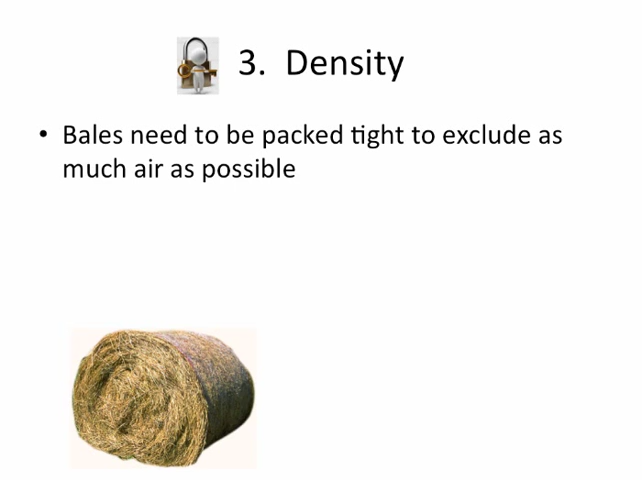 3. Density
• Bales need to be packed tight to exclude as
much air as possible